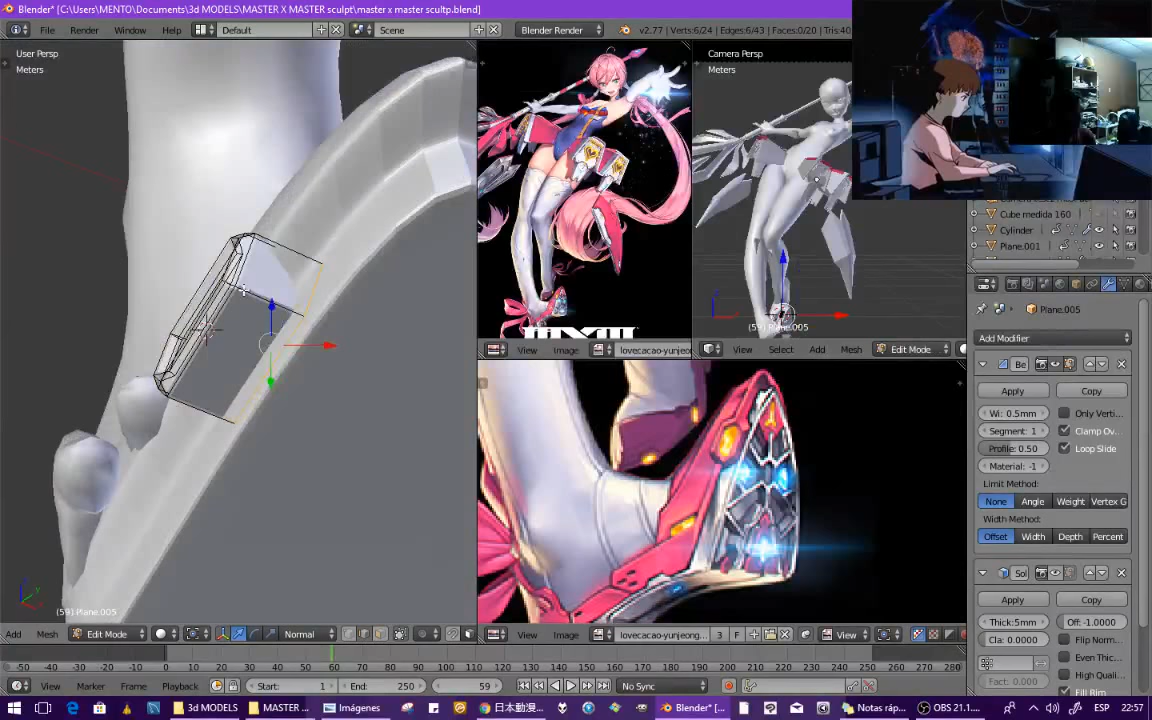 Blender* [C:\Users\MENTO\Documents\3d MODELS\MASTER X MASTER sculpt\master x master scultp.blend]
File Render Window Help Default Scene Blender Render v2.77 | Verts:6/24 | Edges:6/43 | Faces:0/20 | Tris:40
User Persp
Meters
Camera Persp
Meters
Cube medida 160
Cylinder
Plane.001
Plane.005
Add Modifier
Be
Apply Copy
Wi: 0.5mm Only Verti...
Segment: 1 Clamp Ov...
Profile: 0.50 Loop Slide
Material: -1
Limit Method:
None Angle Weight Vertex G
Width Method:
Offset Width Depth Percent
Sol
Apply Copy
Thick:5mm Off: -1.0000
Cla: 0.0000 Flip Norm...
Even Thic...
High Quali...
Fact: 0.000 Fill Rim
(59) Plane.005
View Image lovecacao-yunjeo
View Select Add Mesh Edit Mode
(59) Plane.005
Add Mesh Edit Mode Normal
View Image lovecacao-yunjeong... 3 F View
-50 -40 -30 -20 -10 0 10 20 30 40 50 60 70 80 90 100 110 120 130 140 150 160 170 180 190 200 210 220 230 240 250 260 270 280
View Marker Frame Playback Start: 1 End: 250 59 No Sync
3d MODELS MASTER ... Imágenes 日本動漫... Blender* [... Notas ráp... OBS 21.1.... ESP 22:57